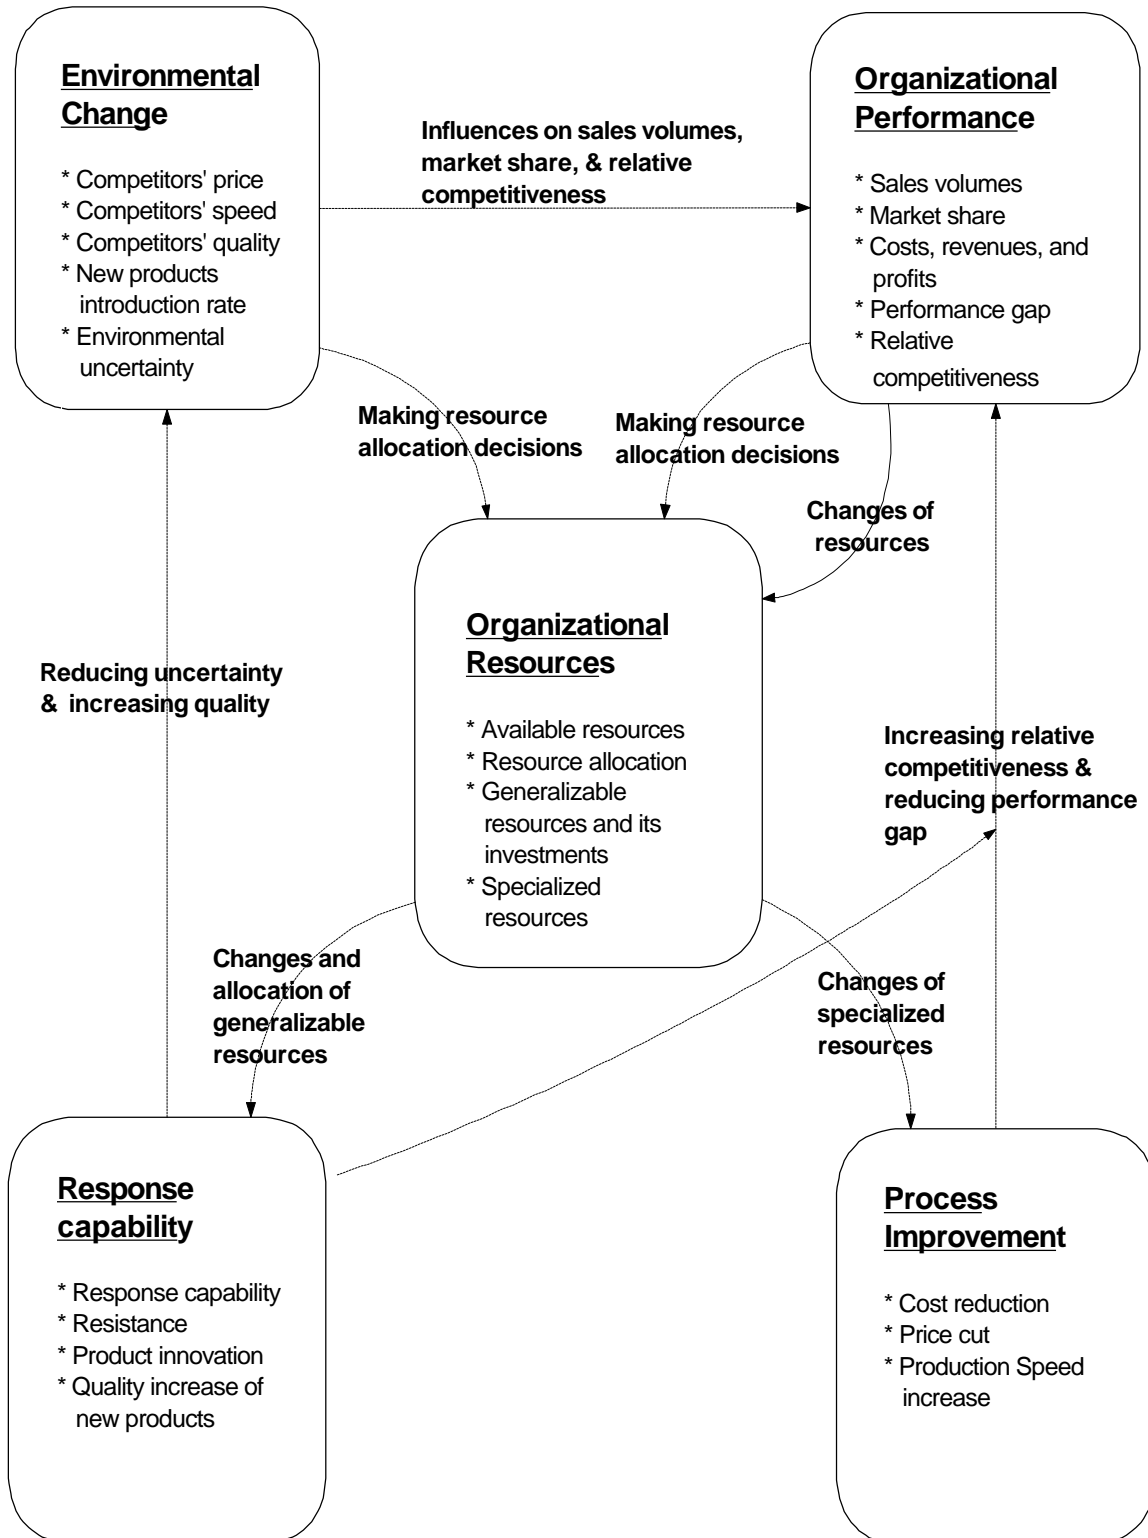 Environmental
Change
* Competitors' price
* Competitors' speed
* Competitors' quality
* New products
introduction rate
* Environmental
uncertainty
Influences on sales volumes,
market share, & relative
competitiveness
Organizational
Performance
* Sales volumes
* Market share
* Costs, revenues, and
profits
* Performance gap
* Relative
competitiveness
Making resource
allocation decisions
Making resource
allocation decisions
Changes of
resources
Organizational
Resources
* Available resources
* Resource allocation
* Generalizable
resources and its
investments
* Specialized
resources
Reducing uncertainty
& increasing quality
Increasing relative
competitiveness &
reducing performance
gap
Changes and
allocation of
generalizable
resources
Changes of
specialized
resources
Response
capability
* Response capability
* Resistance
* Product innovation
* Quality increase of
new products
Process
Improvement
* Cost reduction
* Price cut
* Production Speed
increase